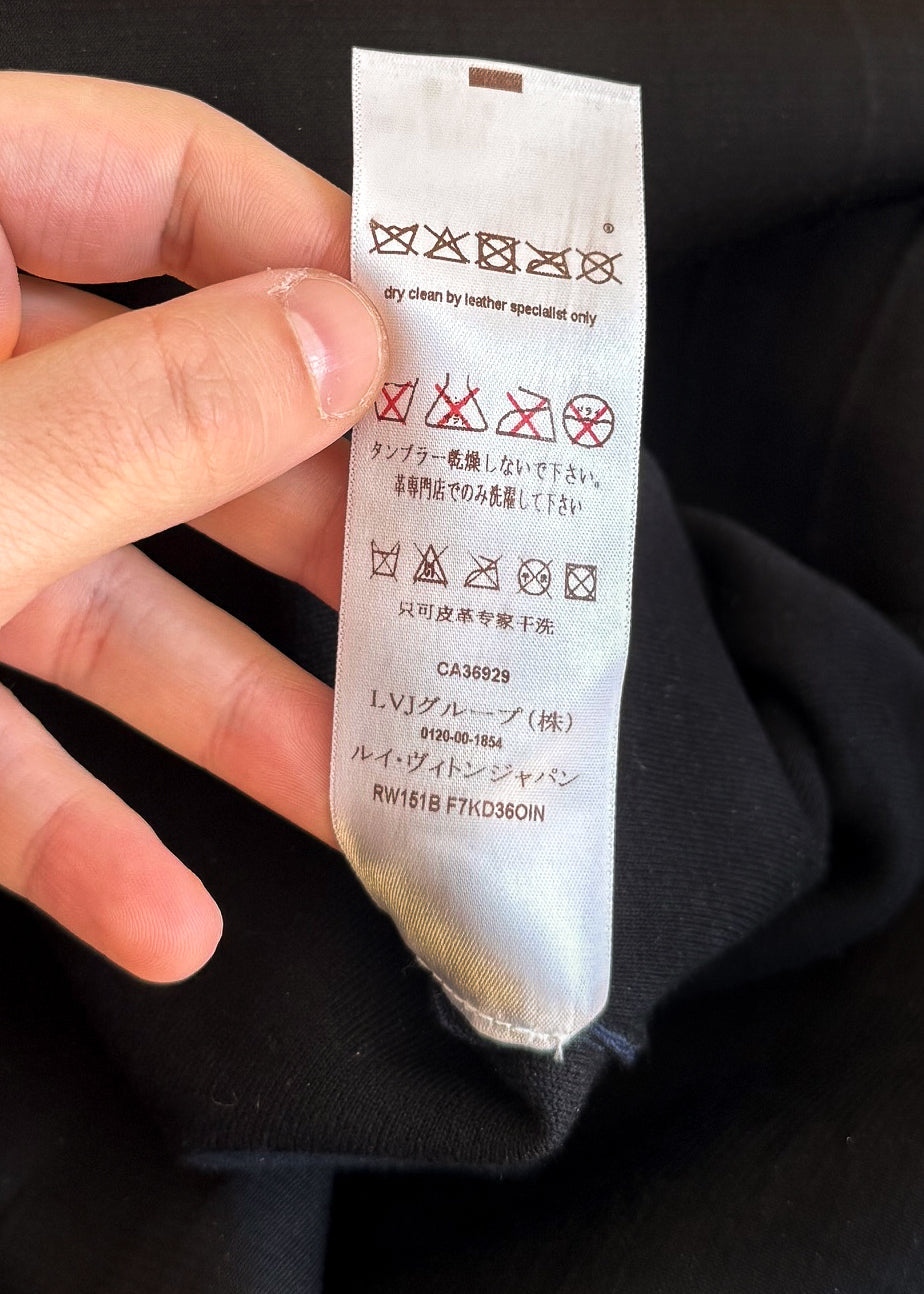 ®
dry clean by leather specialist only
タンブラー乾燥しないで下さい。
革専門店でのみ洗濯して下さい
只可皮革专家干洗
CA36929
LVJグループ(株)
0120-00-1854
ルイ・ヴィトンジャパン
RW151B F7KD36OIN